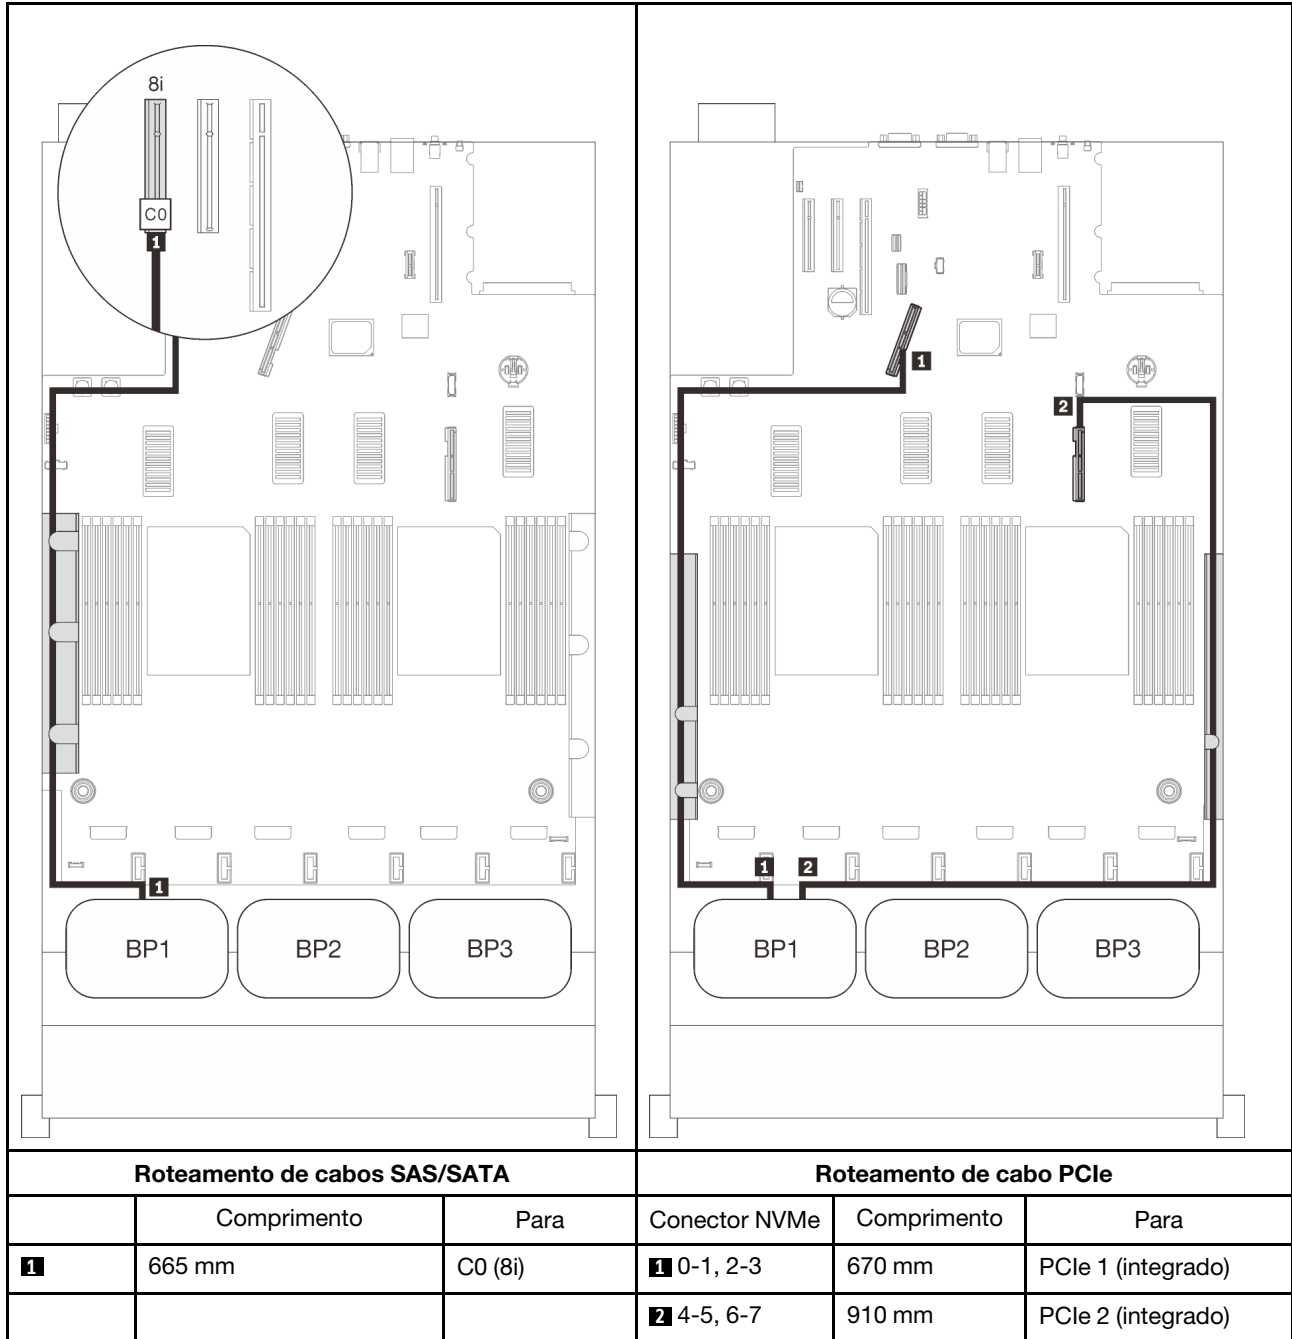 8i
C0
1
1
BP1
BP2
BP3
1
2
1
2
BP1
BP2
BP3
Roteamento de cabos SAS/SATA
Roteamento de cabo PCIe
Comprimento
Para
Conector NVMe
Comprimento
Para
1
665 mm
C0 (8i)
1 0-1, 2-3
670 mm
PCIe 1 (integrado)
2 4-5, 6-7
910 mm
PCIe 2 (integrado)